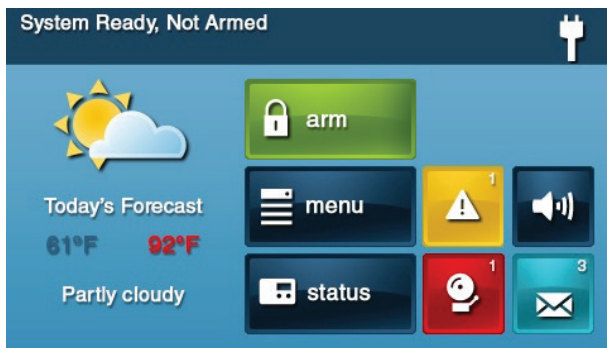 System Ready, Not Armed
arm
Today's Forecast
61°F 92°F
Partly cloudy
menu
1
status
1
3